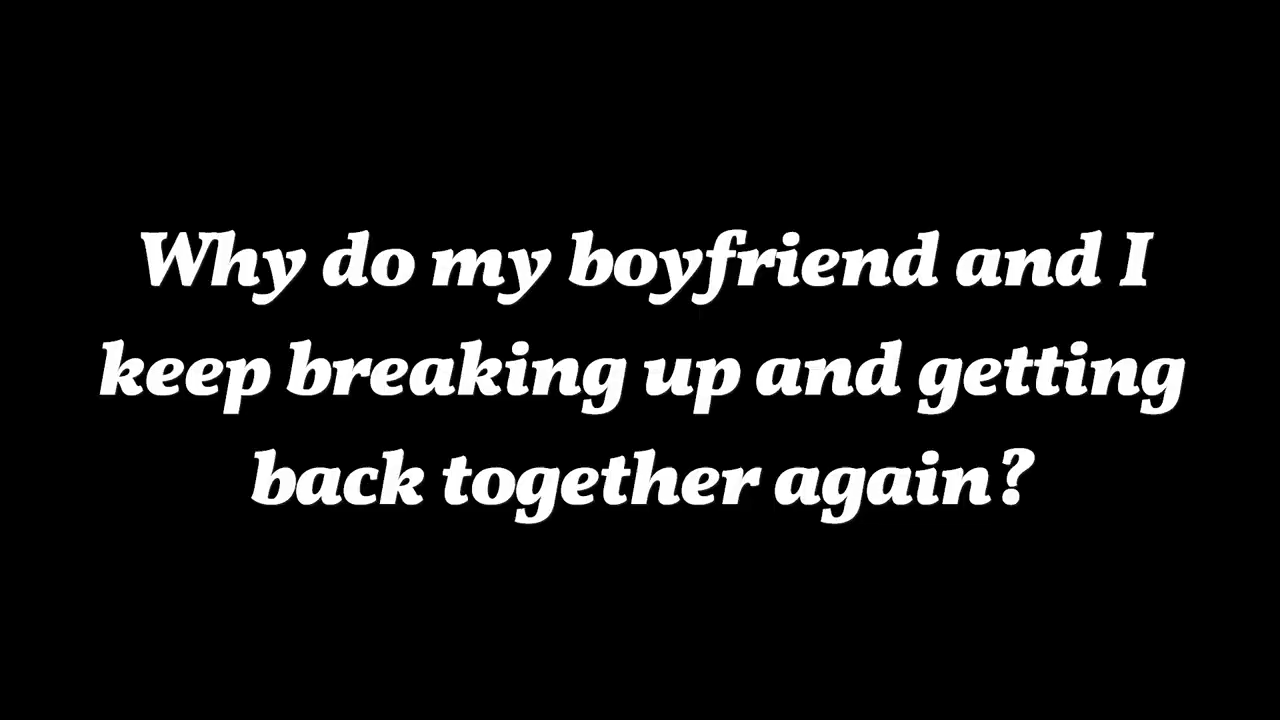 Why do my boyfriend and I
keep breaking up and getting
back together again?